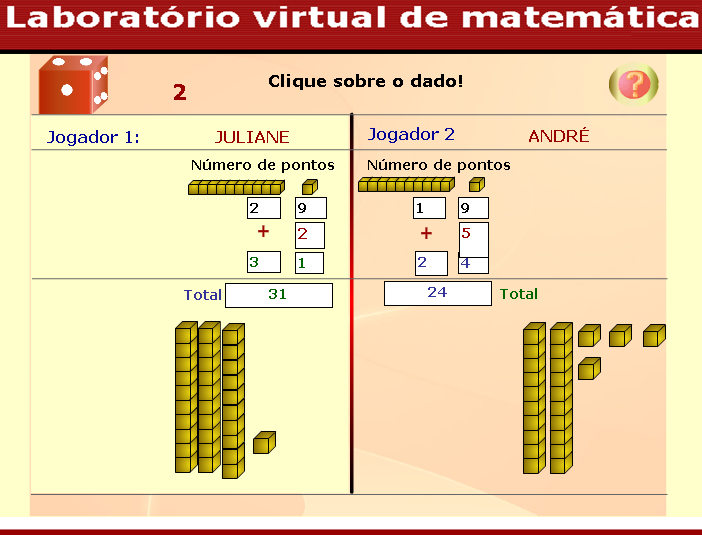 Laboratório virtual de matemática
2
Clique sobre o dado!
?
Jogador 1: JULIANE
Jogador 2 ANDRÉ
Número de pontos
Número de pontos
2 9
1 9
+ 2
+ 5
3 1
2 4
Total 31
24 Total